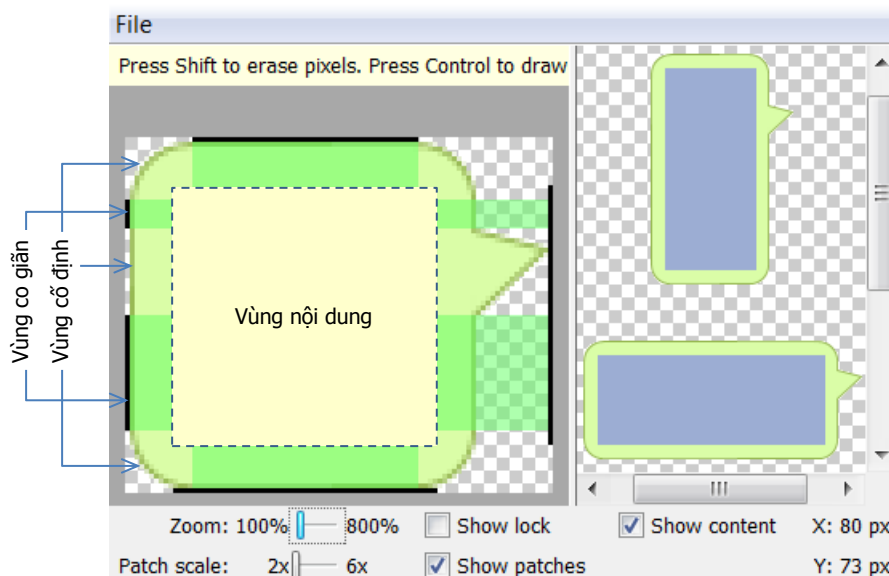 File
Press Shift to erase pixels. Press Control to draw
Vùng co giãn
Vùng cố định
Vùng nội dung
Zoom: 100% 800% Show lock Show content X: 80 px
Patch scale: 2x 6x Show patches Y: 73 px